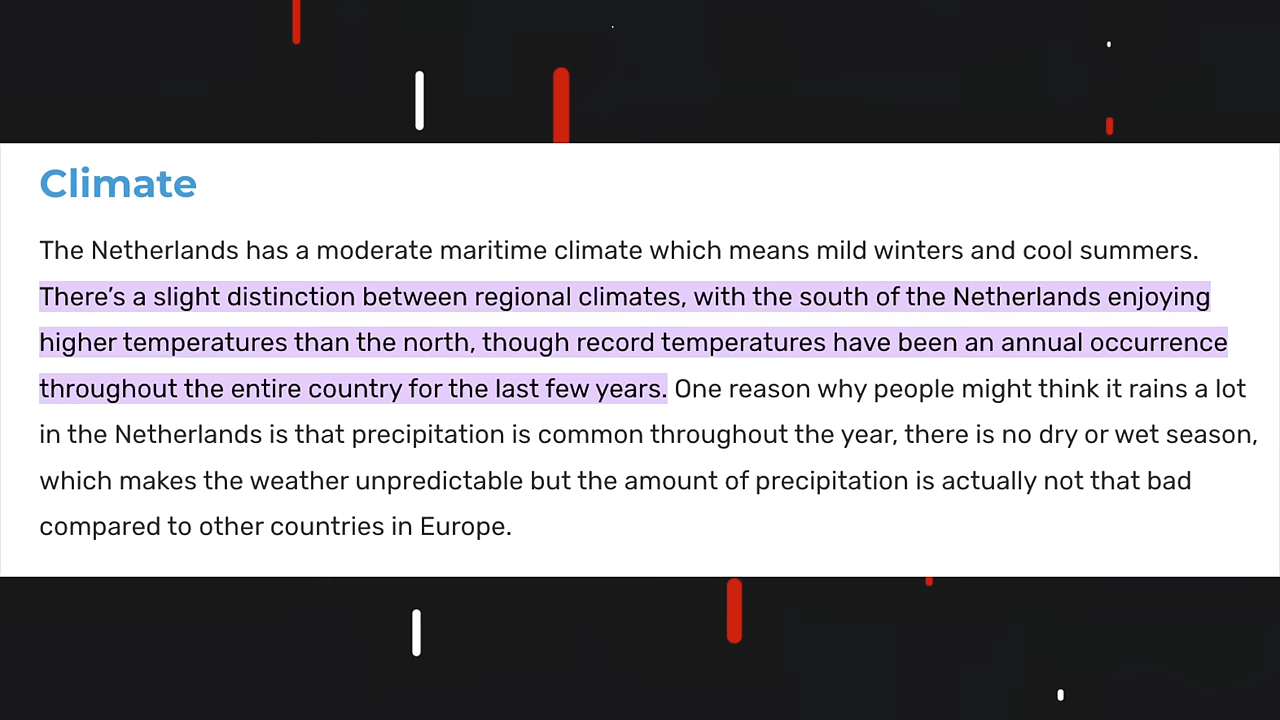 Climate
The Netherlands has a moderate maritime climate which means mild winters and cool summers.
There’s a slight distinction between regional climates, with the south of the Netherlands enjoying
higher temperatures than the north, though record temperatures have been an annual occurrence
throughout the entire country for the last few years. One reason why people might think it rains a lot
in the Netherlands is that precipitation is common throughout the year, there is no dry or wet season,
which makes the weather unpredictable but the amount of precipitation is actually not that bad
compared to other countries in Europe.